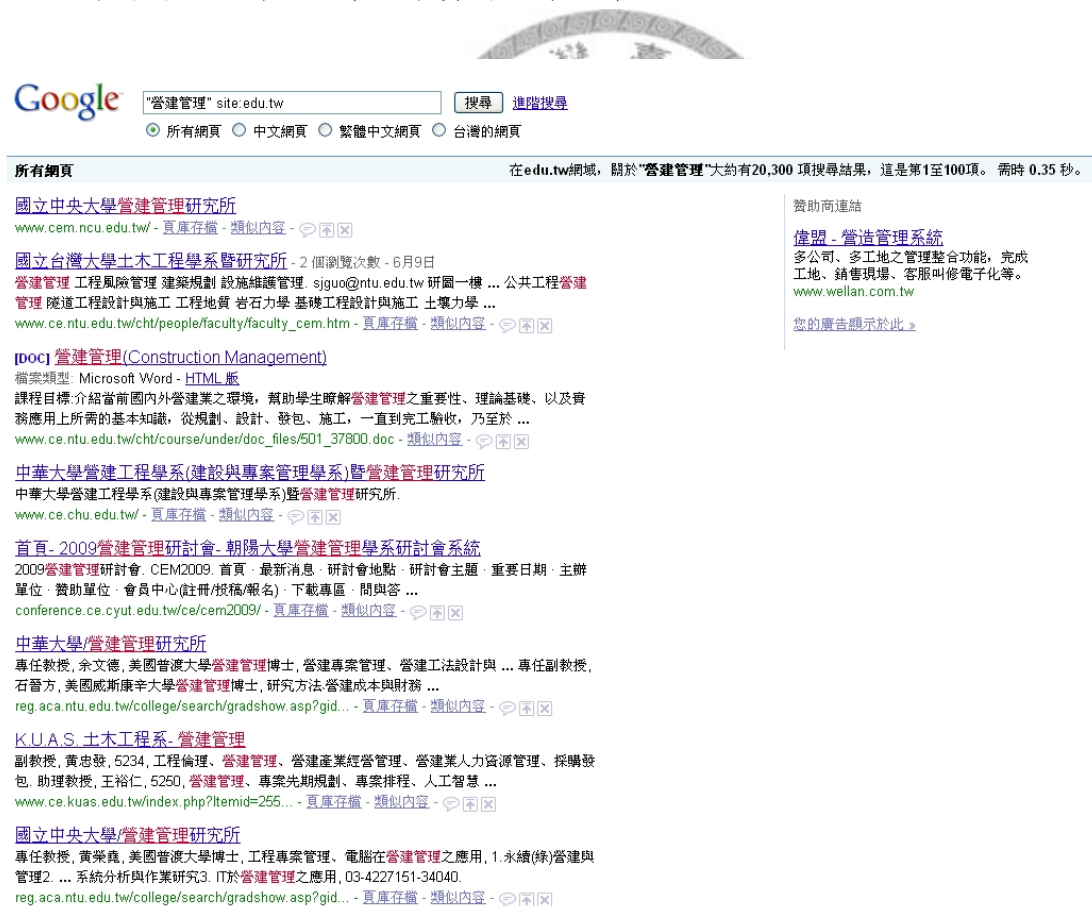 Google
"營建管理" site:edu.tw 搜尋 進階搜尋
所有網頁 中文網頁 繁體中文網頁 台灣的網頁
所有網頁 在edu.tw網域，關於"營建管理"大約有20,300 項搜尋結果，這是第1至100項。 需時 0.35 秒。
國立中央大學營建管理研究所
www.cem.ncu.edu.tw/ - 頁庫存檔 - 類似內容 -
國立台灣大學土木工程學系暨研究所 - 2 個瀏覽次數 - 6月9日
營建管理 工程風險管理 建築規劃 設施維護管理. sjguo@ntu.edu.tw 研圖一樓 ... 公共工程營建
管理 隧道工程設計與施工 工程地質 岩石力學 基礎工程設計與施工 土壤力學 ...
www.ce.ntu.edu.tw/cht/people/faculty/faculty_cem.htm - 頁庫存檔 - 類似內容 -
[DOC] 營建管理(Construction Management)
檔案類型: Microsoft Word - HTML 版
課程目標:介紹當前國內外營建業之環境，幫助學生瞭解營建管理之重要性、理論基礎、以及實
務應用上所需的基本知識，從規劃、設計、發包、施工，一直到完工驗收，乃至於 ...
www.ce.ntu.edu.tw/cht/course/under/doc_files/501_37800.doc - 類似內容 -
中華大學營建工程學系(建設與專案管理學系)暨營建管理研究所
中華大學營建工程學系(建設與專案管理學系)暨營建管理研究所.
www.ce.chu.edu.tw/ - 頁庫存檔 - 類似內容 -
首頁- 2009營建管理研討會- 朝陽大學營建管理學系研討會系統
2009營建管理研討會. CEM2009. 首頁 · 最新消息 · 研討會地點 · 研討會主題 · 重要日期 · 主辦
單位 · 贊助單位 · 會員中心(註冊/投稿/報名) · 下載專區 · 問與答 ...
conference.ce.cyut.edu.tw/ce/cem2009/ - 頁庫存檔 - 類似內容 -
中華大學/營建管理研究所
專任教授, 余文德, 美國普渡大學營建管理博士, 營建專案管理、營建工法設計與 ... 專任副教授,
石晉方, 美國威斯康辛大學營建管理博士, 研究方法.營建成本與財務 ...
reg.aca.ntu.edu.tw/college/search/gradshow.asp?gid... - 頁庫存檔 - 類似內容 -
K.U.A.S. 土木工程系- 營建管理
副教授, 黃忠發, 5234, 工程倫理、營建管理、營建產業經營管理、營建業人力資源管理、採購發
包. 助理教授, 王裕仁, 5250, 營建管理、專案先期規劃、專案排程、人工智慧 ...
www.ce.kuas.edu.tw/index.php?Itemid=255... - 頁庫存檔 - 類似內容 -
國立中央大學/營建管理研究所
專任教授, 黃榮堯, 美國普渡大學博士, 工程專案管理、電腦在營建管理之應用, 1.永續(綠)營建與
管理2. ... 系統分析與作業研究3. IT於營建管理之應用, 03-4227151-34040.
reg.aca.ntu.edu.tw/college/search/gradshow.asp?gid... - 頁庫存檔 - 類似內容 -
贊助商連結
偉盟 - 營造管理系統
多公司、多工地之管理整合功能，完成
工地、銷售現場、客服叫修電子化等。
www.wellan.com.tw
您的廣告顯示於此 »